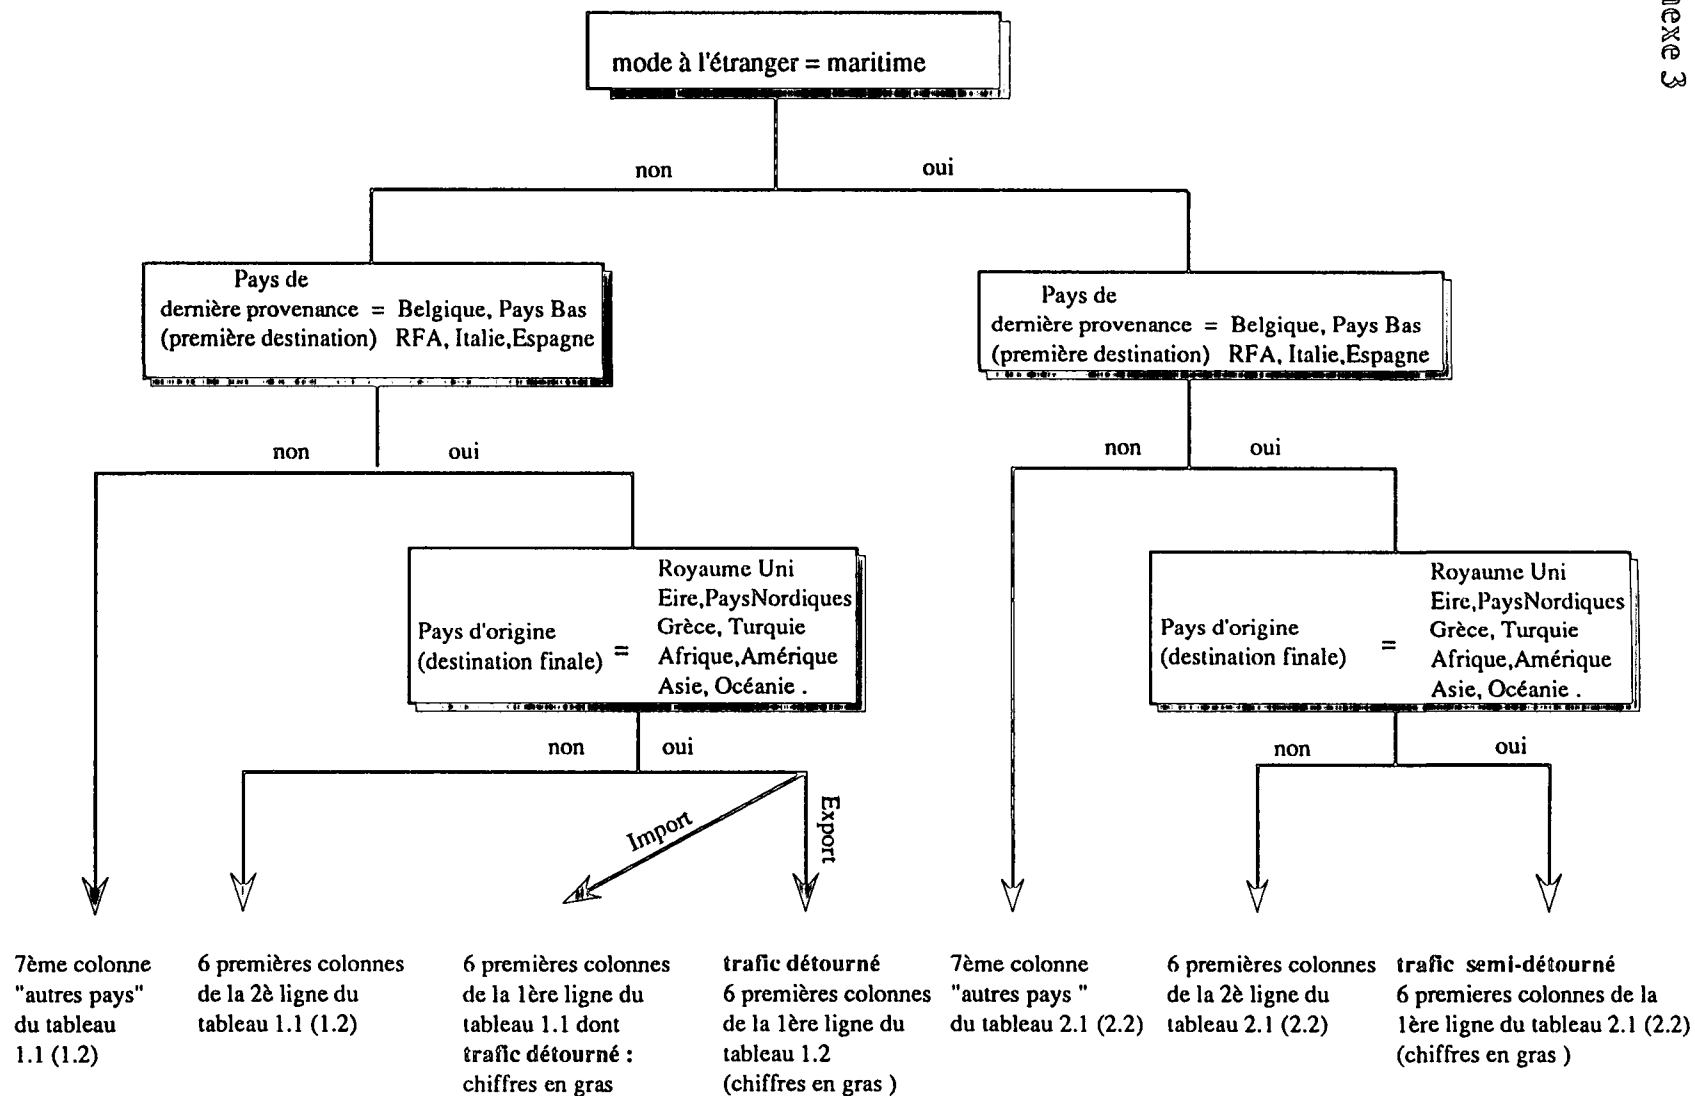 nexe 3
mode à l'étranger = maritime
non
oui
Pays de
dernière provenance = Belgique, Pays Bas
(première destination) RFA, Italie,Espagne
Pays de
dernière provenance = Belgique, Pays Bas
(première destination) RFA, Italie,Espagne
non
oui
non
oui
Pays d'origine
(destination finale) =
Royaume Uni
Eire,PaysNordiques
Grèce, Turquie
Afrique,Amérique
Asie, Océanie .
Pays d'origine
(destination finale) =
Royaume Uni
Eire,PaysNordiques
Grèce, Turquie
Afrique,Amérique
Asie, Océanie .
non
oui
non
oui
Import
Export
7ème colonne
"autres pays"
du tableau
1.1 (1.2)
6 premières colonnes
de la 2è ligne du
tableau 1.1 (1.2)
6 premières colonnes
de la 1ère ligne du
tableau 1.1 dont
trafic détourné :
chiffres en gras
trafic détourné
6 premières colonnes
de la 1ère ligne du
tableau 1.2
(chiffres en gras )
7ème colonne
"autres pays "
du tableau 2.1 (2.2)
6 premières colonnes
de la 2è ligne du
tableau 2.1 (2.2)
trafic semi-détourné
6 premieres colonnes de la
1ère ligne du tableau 2.1 (2.2)
(chiffres en gras )